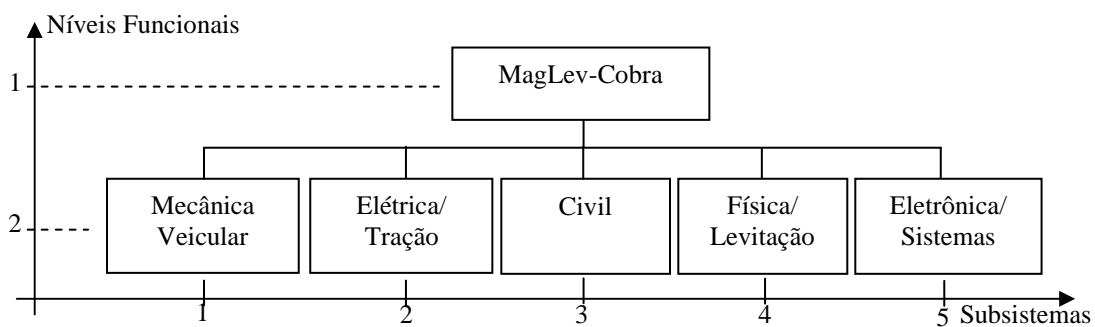 Níveis Funcionais
1
MagLev-Cobra
2
Mecânica
Veicular
Elétrica/
Tração
Civil
Física/
Levitação
Eletrônica/
Sistemas
1
2
3
4
5
Subsistemas